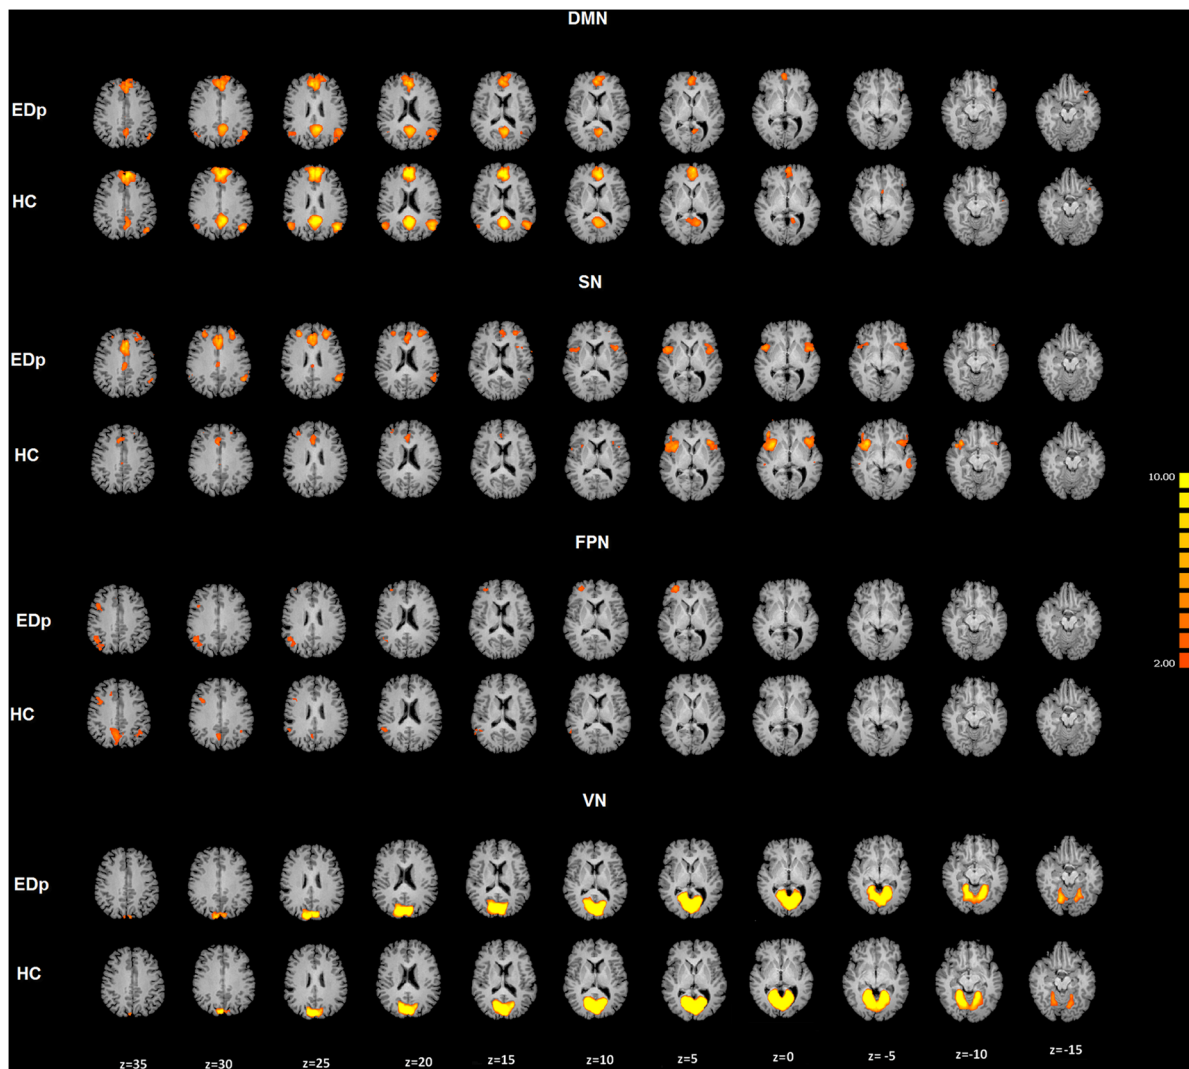 DMN
EDp
HC
SN
EDp
HC
10.00
FPN
EDp
2.00
HC
VN
EDp
HC
z=35 z=30 z=25 z=20 z=15 z=10 z=5 z=0 z= -5 z=-10 z=-15